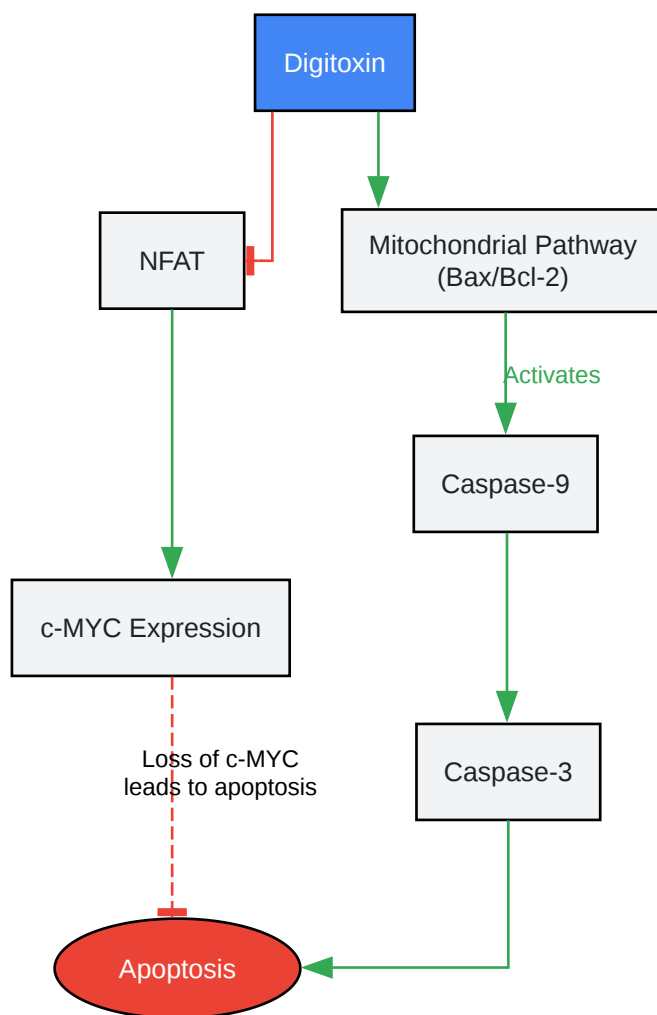 Digitoxin
NFAT
Mitochondrial Pathway
(Bax/Bcl-2)
Activates
Caspase-9
c-MYC Expression
Loss of c-MYC
leads to apoptosis
Caspase-3
Apoptosis